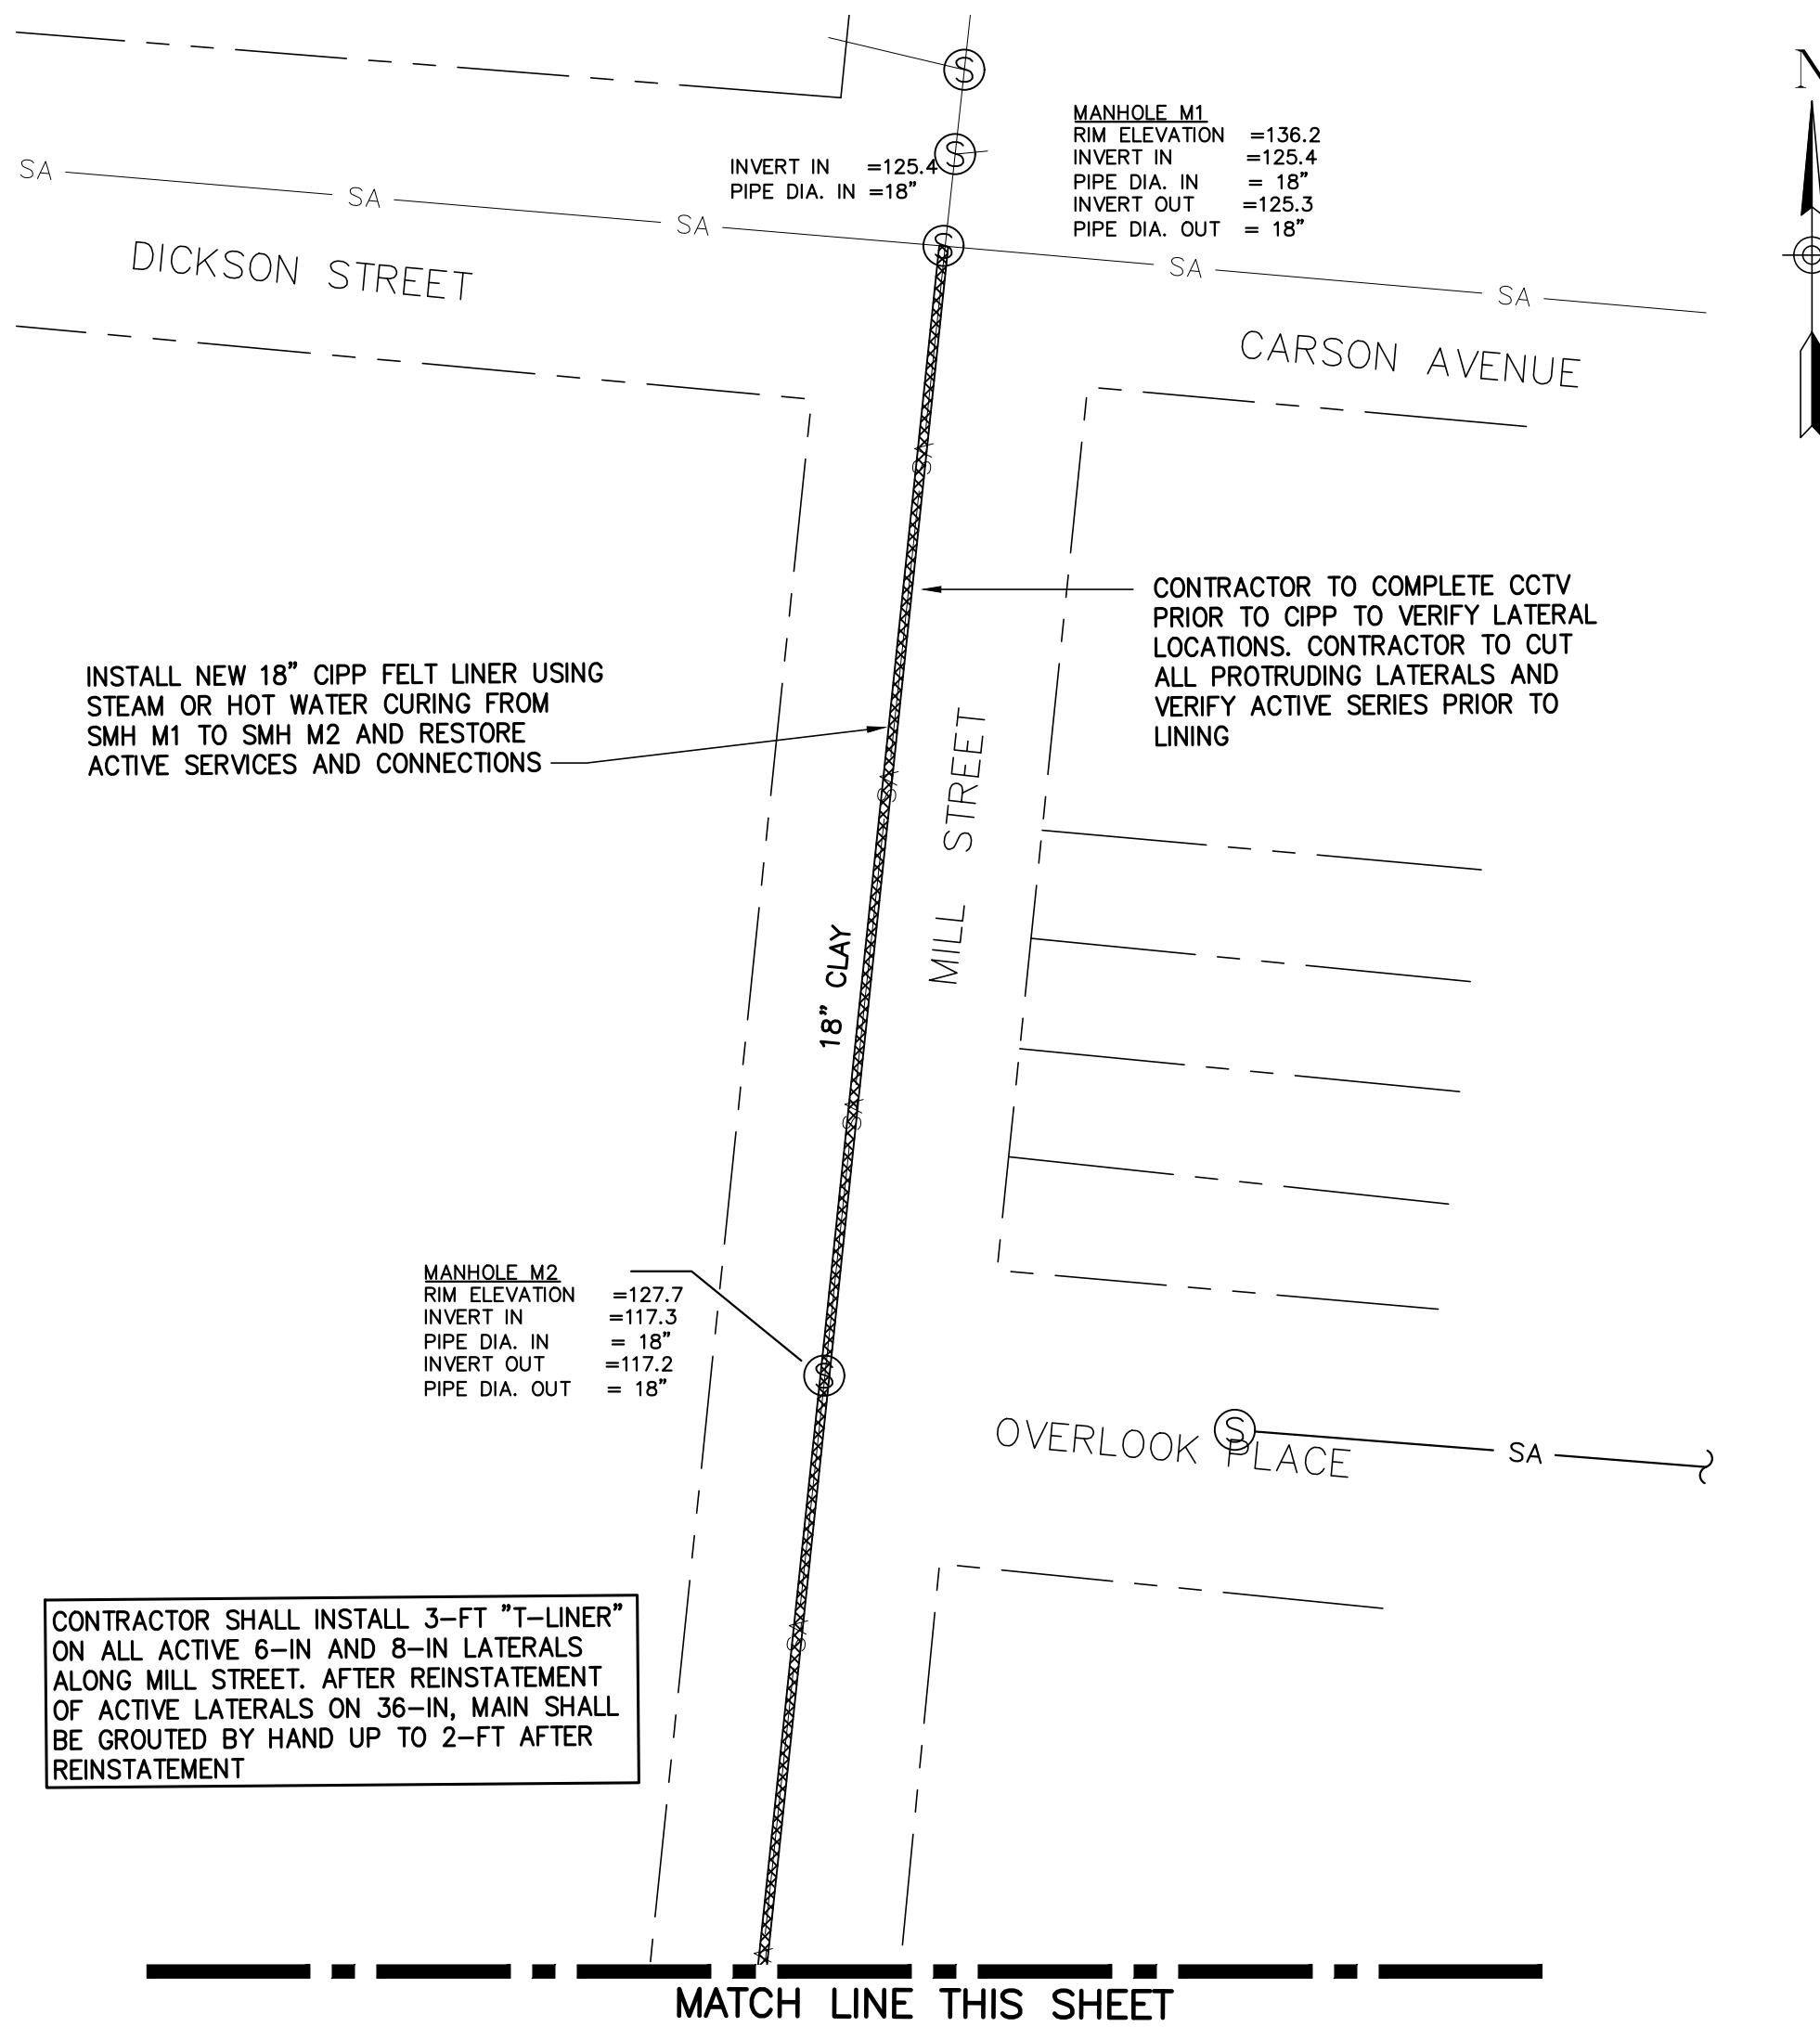 N
MANHOLE M1
RIM ELEVATION =136.2
INVERT IN =125.4
PIPE DIA. IN = 18"
INVERT OUT =125.3
PIPE DIA. OUT = 18"
INVERT IN =125.4
PIPE DIA. IN =18"
S
S
S
SA
SA
SA
SA
SA
DICKSON STREET
CARSON AVENUE
SA
CONTRACTOR TO COMPLETE CCTV
PRIOR TO CIPP TO VERIFY LATERAL
LOCATIONS. CONTRACTOR TO CUT
ALL PROTRUDING LATERALS AND
VERIFY ACTIVE SERIES PRIOR TO
LINING
INSTALL NEW 18" CIPP FELT LINER USING
STEAM OR HOT WATER CURING FROM
SMH M1 TO SMH M2 AND RESTORE
ACTIVE SERVICES AND CONNECTIONS
SA
MILL STREET
18" CLAY
SA
MANHOLE M2
RIM ELEVATION =127.7
INVERT IN =117.3
PIPE DIA. IN = 18"
INVERT OUT =117.2
PIPE DIA. OUT = 18"
S
OVERLOOK PLACE
S
SA
CONTRACTOR SHALL INSTALL 3-FT "T-LINER"
ON ALL ACTIVE 6-IN AND 8-IN LATERALS
ALONG MILL STREET. AFTER REINSTATEMENT
OF ACTIVE LATERALS ON 36-IN, MAIN SHALL
BE GROUTED BY HAND UP TO 2-FT AFTER
REINSTATEMENT
SA
MATCH LINE THIS SHEET